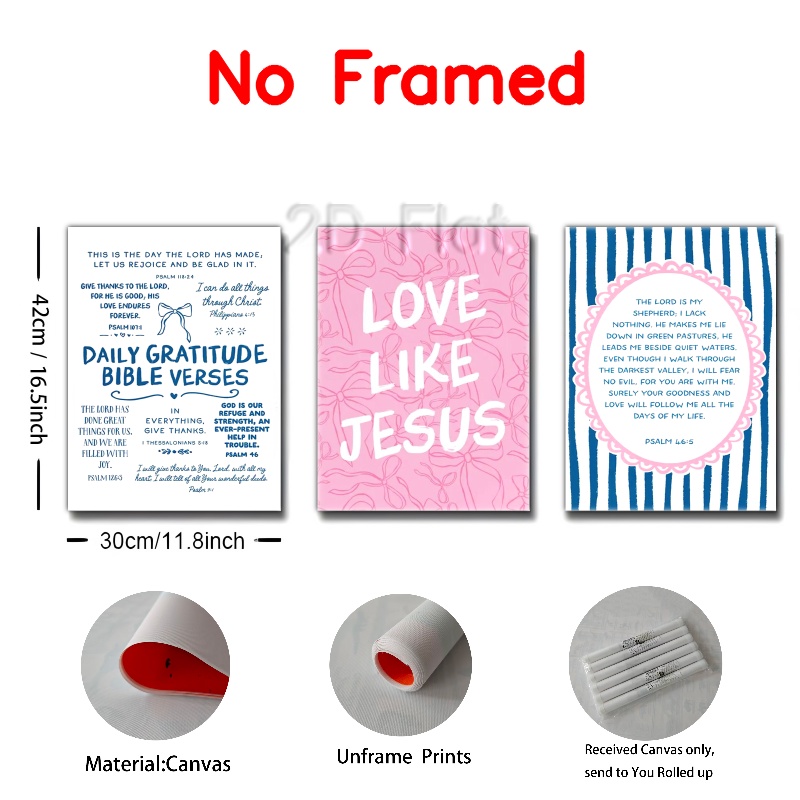 No Framed
2D Flat
42cm / 16.5inch
30cm/11.8inch
THIS IS THE DAY THE LORD HAS MADE;
LET US REJOICE AND BE GLAD IN IT.
PSALM 118:24
GIVE THANKS TO THE LORD,
FOR HE IS GOOD; HIS
LOVE ENDURES
FOREVER.
PSALM 107:1
I can do all things
through Christ.
Philippians 4:13
DAILY GRATITUDE
BIBLE VERSES
THE LORD HAS
DONE GREAT
THINGS FOR US,
AND WE ARE
FILLED WITH
JOY.
PSALM 126:3
IN
EVERYTHING,
GIVE THANKS.
1 THESSALONIANS 5:18
GOD IS OUR
REFUGE AND
STRENGTH, AN
EVER-PRESENT
HELP IN
TROUBLE.
PSALM 46
I will give thanks to You, Lord, with all my
heart; I will tell of all Your wonderful deeds.
Psalm 9:1
LOVE
LIKE
JESUS
THE LORD IS MY
SHEPHERD; I LACK
NOTHING. HE MAKES ME LIE
DOWN IN GREEN PASTURES, HE
LEADS ME BESIDE QUIET WATERS.
EVEN THOUGH I WALK THROUGH
THE DARKEST VALLEY, I WILL FEAR
NO EVIL, FOR YOU ARE WITH ME.
SURELY YOUR GOODNESS AND
LOVE WILL FOLLOW ME ALL THE
DAYS OF MY LIFE.
PSALM 46:5
Material:Canvas
Unframe Prints
Received Canvas only,
send to You Rolled up